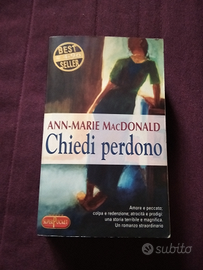 BEST
SELLER
ANN-MARIE MACDONALD
Chiedi perdono
Amore e peccato,
colpa e redenzione, atrocità e prodigi
una storia terribile e magnifica.
Un romanzo straordinario
subito